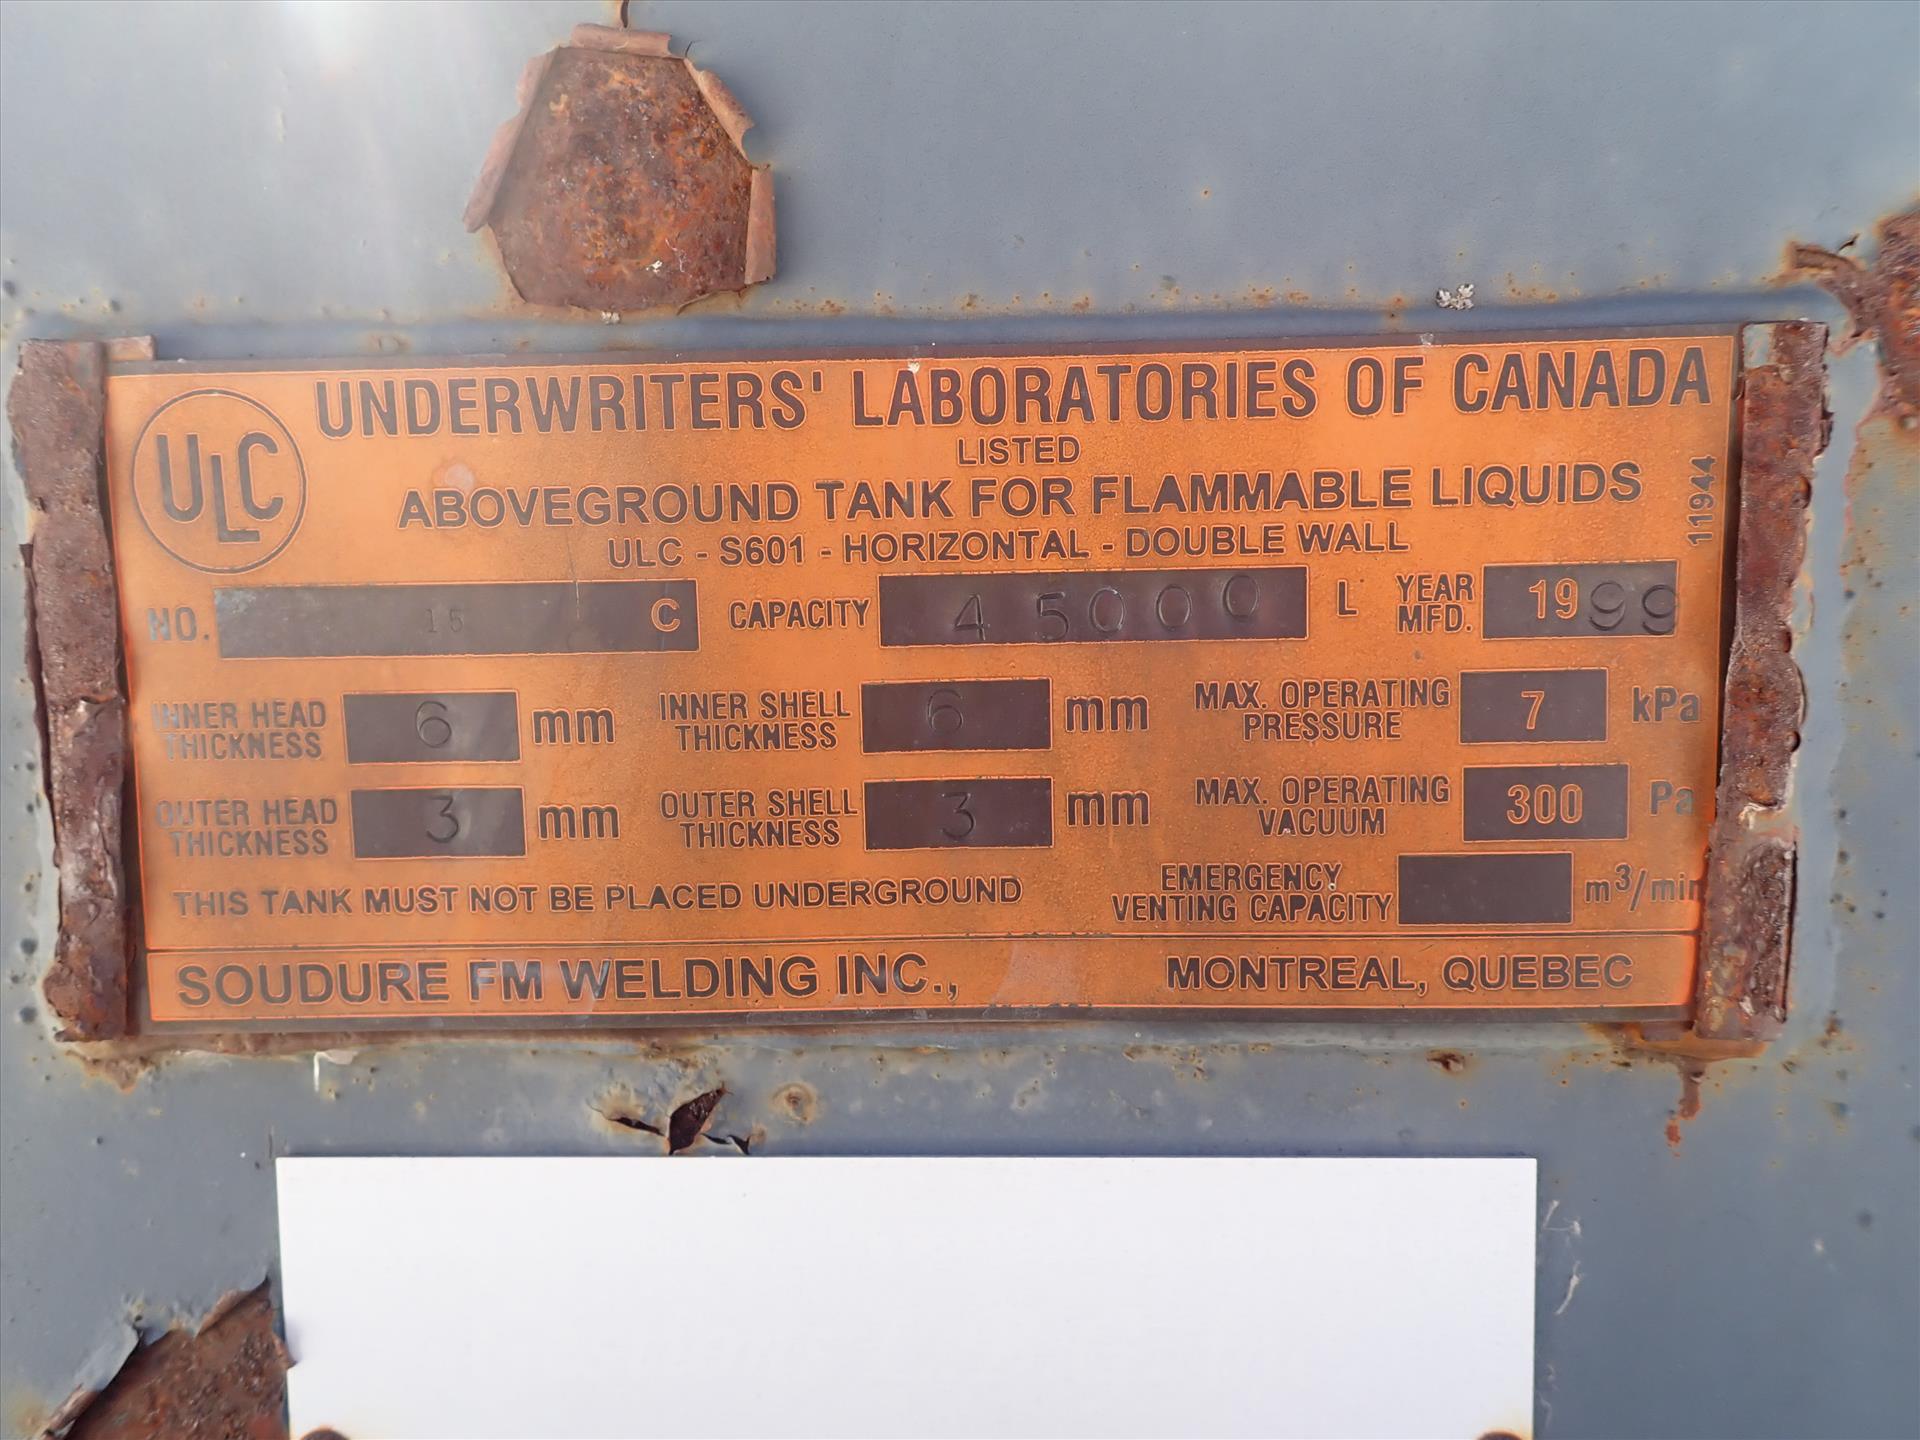 ULC
UNDERWRITERS' LABORATORIES OF CANADA
LISTED
ABOVEGROUND TANK FOR FLAMMABLE LIQUIDS
ULC - S601 - HORIZONTAL - DOUBLE WALL
11944
NO. 15 C CAPACITY 45000 L YEAR MFD. 1999
INNER HEAD THICKNESS 6 mm INNER SHELL THICKNESS 6 mm MAX. OPERATING PRESSURE 7 kPa
OUTER HEAD THICKNESS 3 mm OUTER SHELL THICKNESS 3 mm MAX. OPERATING VACUUM 300 Pa
THIS TANK MUST NOT BE PLACED UNDERGROUND EMERGENCY VENTING CAPACITY m³/min
SOUDURE FM WELDING INC., MONTREAL, QUEBEC